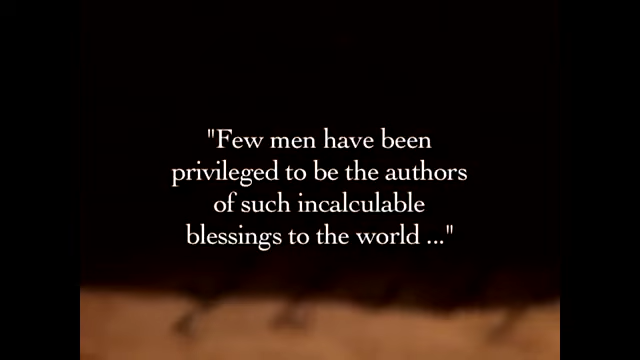 "Few men have been
privileged to be the authors
of such incalculable
blessings to the world ..."